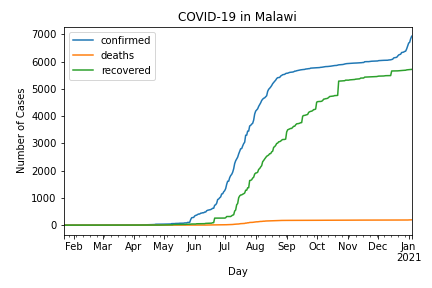 COVID-19 in Malawi
confirmed
deaths
recovered
Number of Cases
7000
6000
5000
4000
3000
2000
1000
0
Feb Mar Apr May Jun Jul Aug Sep Oct Nov Dec Jan
2021
Day